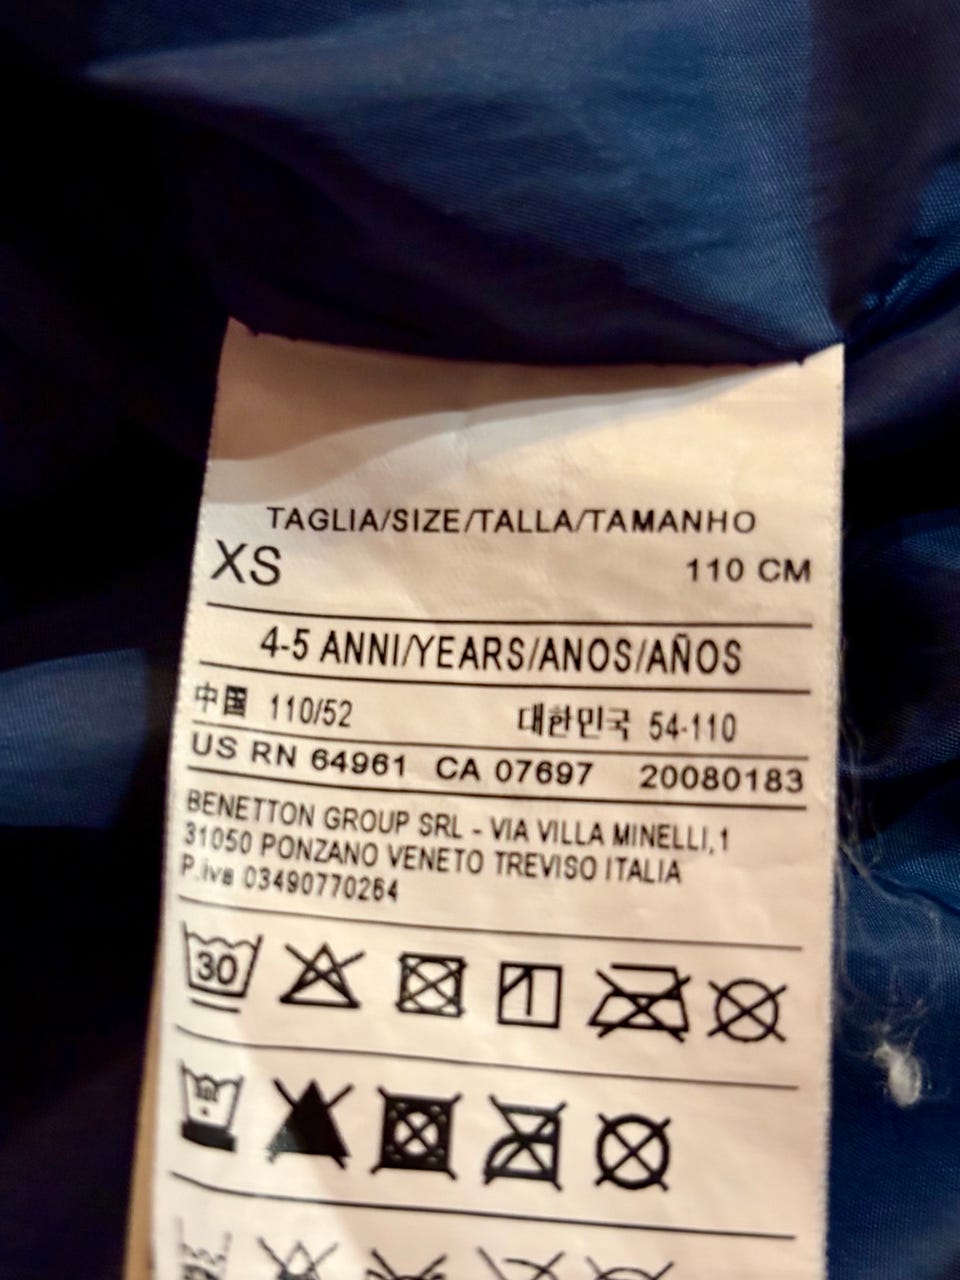 TAGLIA/SIZE/TALLA/TAMANHO
XS 110 CM
4-5 ANNI/YEARS/ANOS/AÑOS
中国 110/52 대한민국 54-110
US RN 64961 CA 07697 20080183
BENETTON GROUP SRL - VIA VILLA MINELLI,1
31050 PONZANO VENETO TREVISO ITALIA
P.iva 03490770264
30